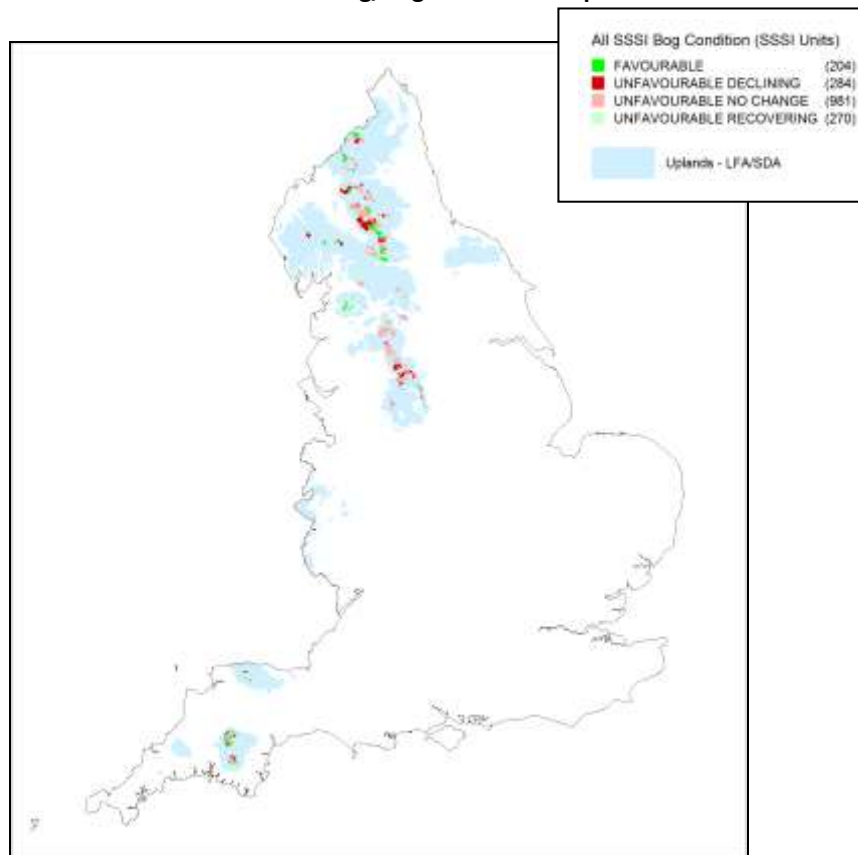 All SSSI Bog Condition (SSSI Units)
FAVOURABLE (204)
UNFAVOURABLE DECLINING (284)
UNFAVOURABLE NO CHANGE (981)
UNFAVOURABLE RECOVERING (270)
Uplands - LFA/SDA